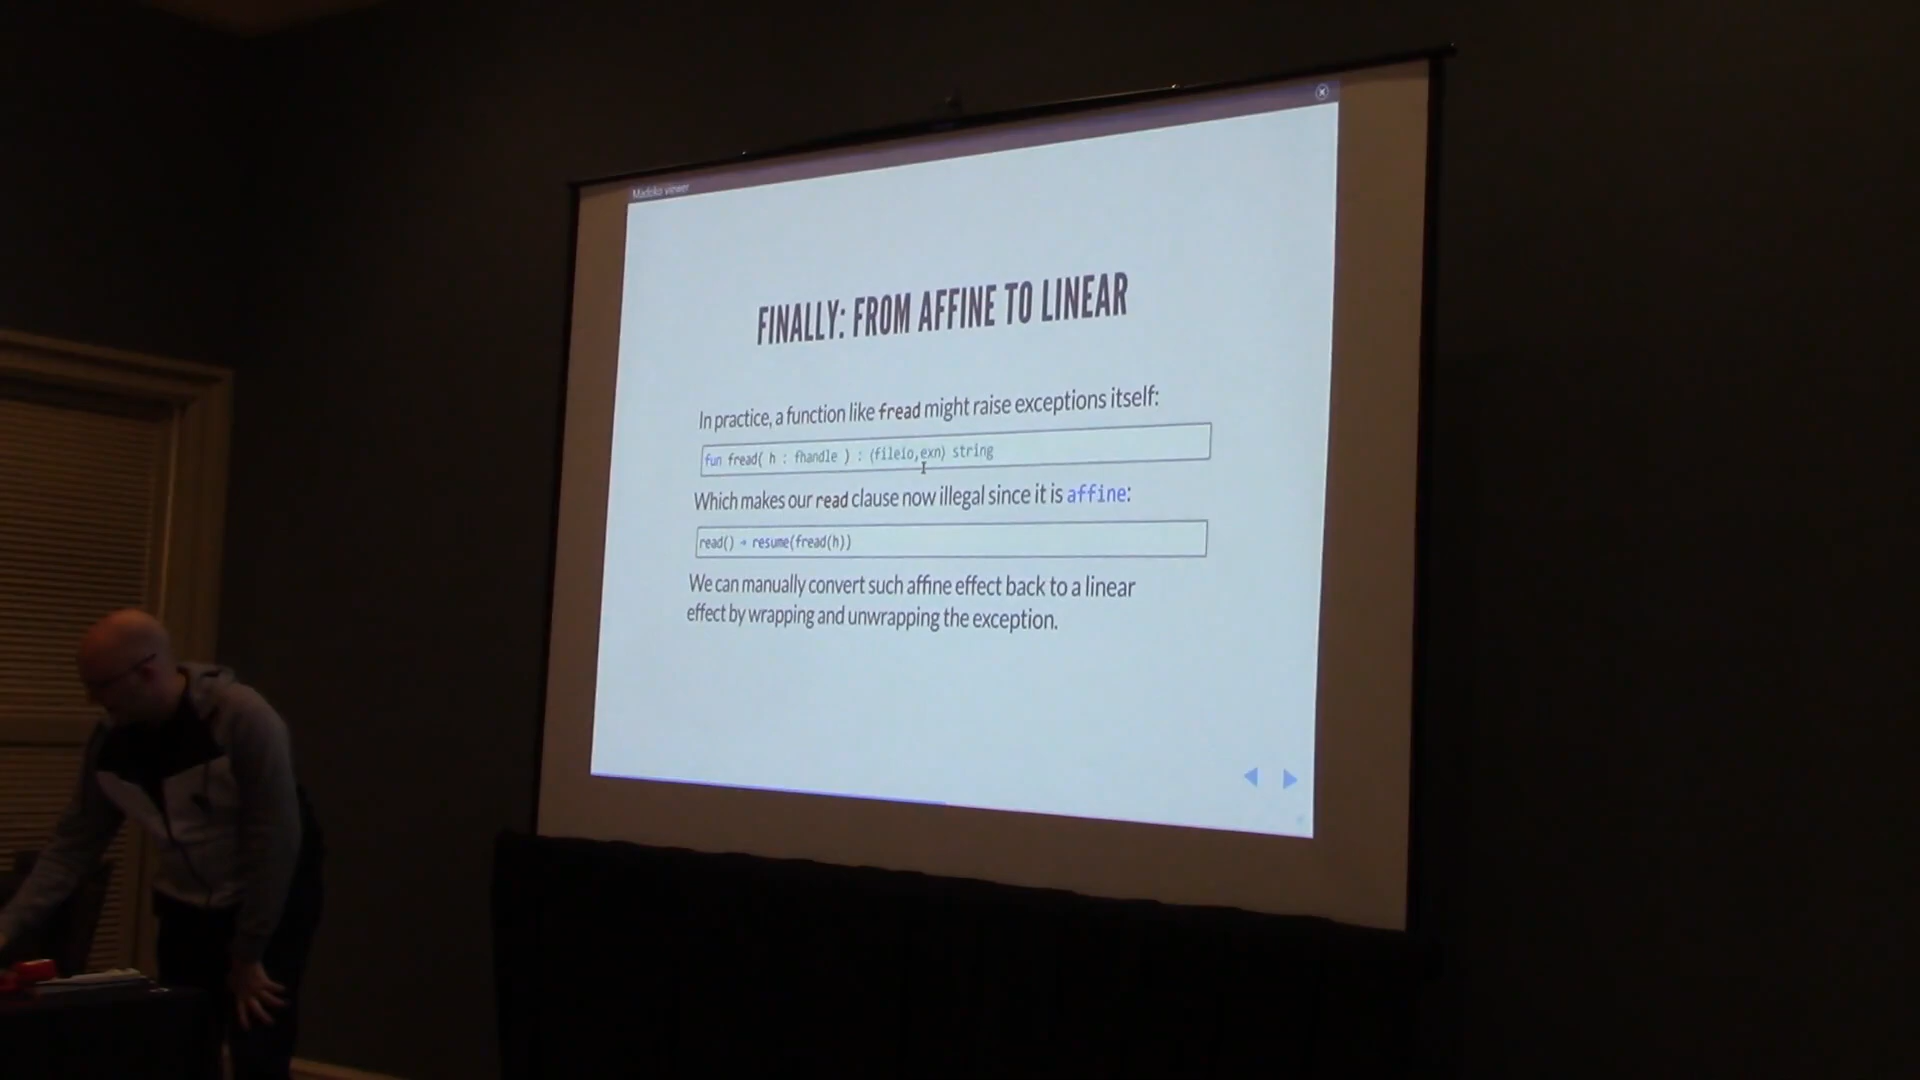 Madoko viewer
FINALLY: FROM AFFINE TO LINEAR
In practice, a function like fread might raise exceptions itself:
fun fread( h : fhandle ) : (fileio,exn) string
Which makes our read clause now illegal since it is affine:
read() → resume(fread(h))
We can manually convert such affine effect back to a linear
effect by wrapping and unwrapping the exception.